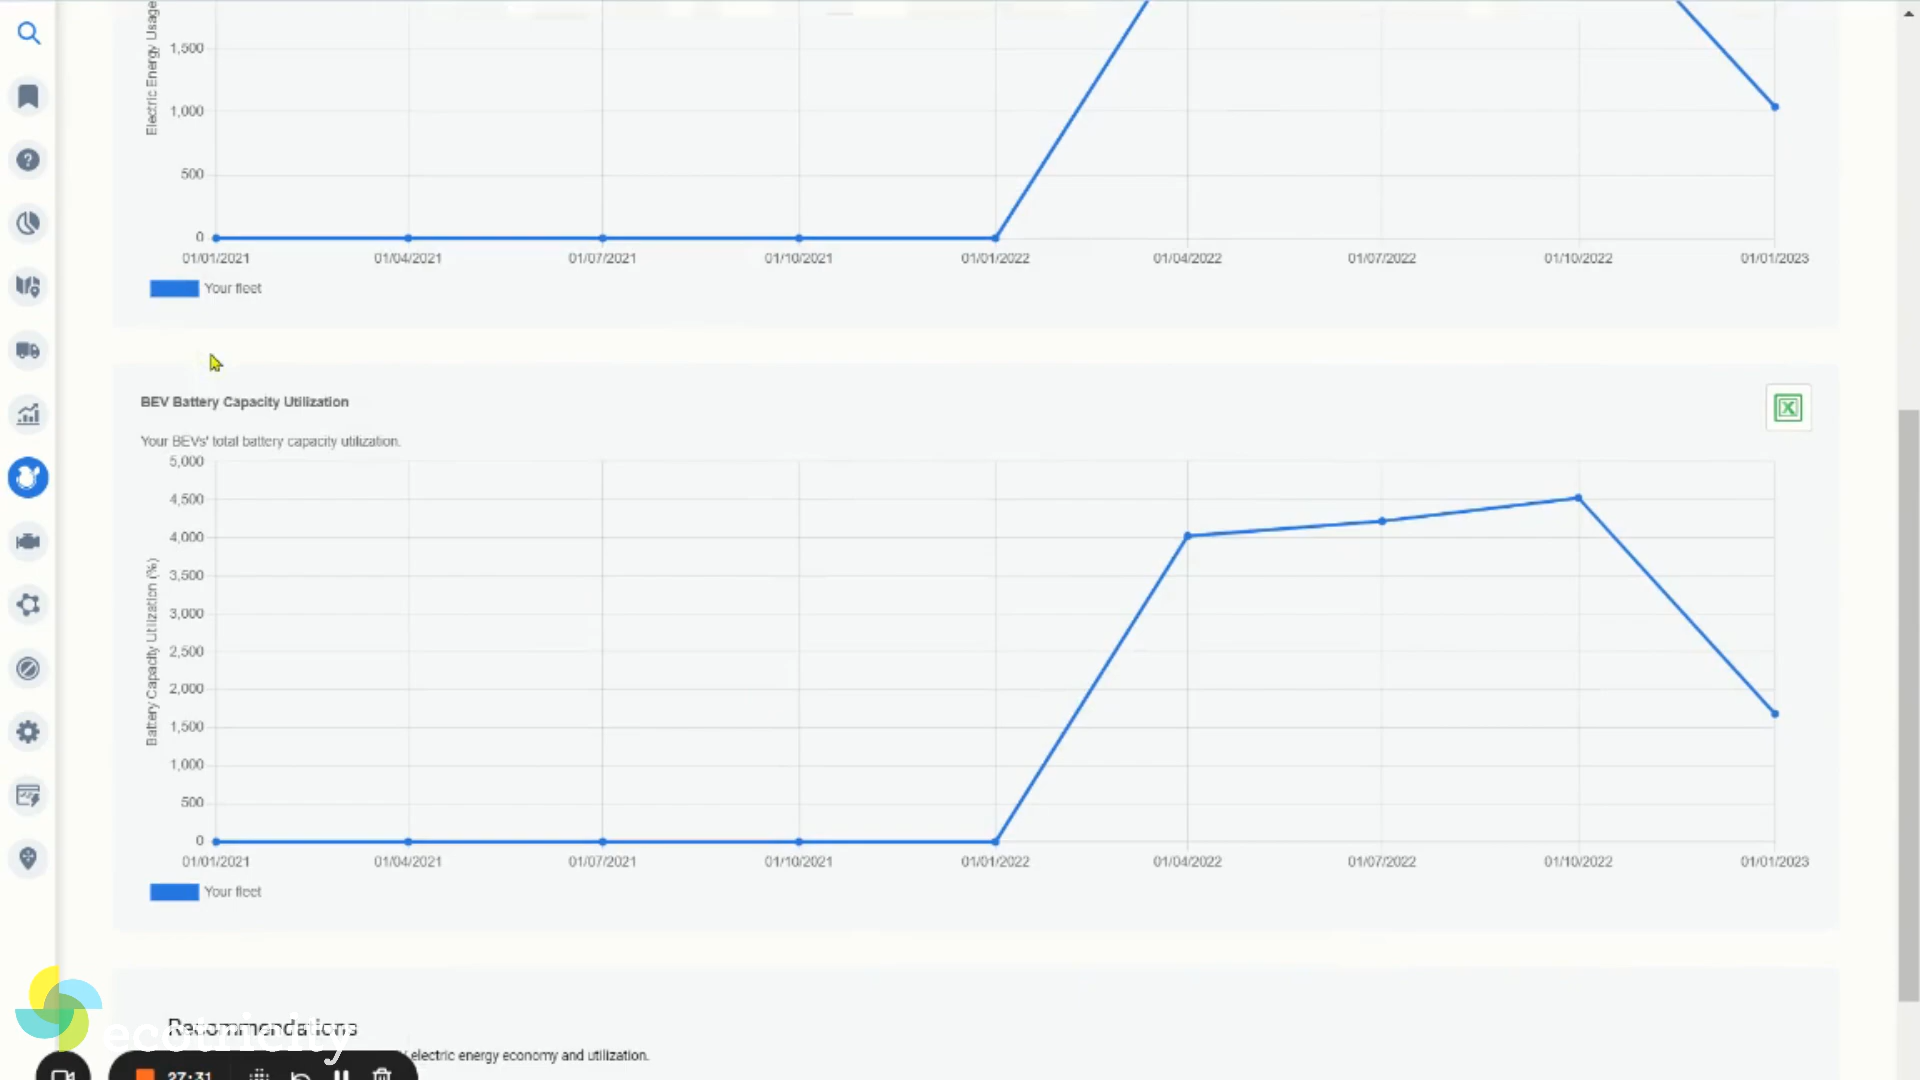 Electric Energy Usage
1,500
1,000
500
0
01/01/2021 01/04/2021 01/07/2021 01/10/2021 01/01/2022 01/04/2022 01/07/2022 01/10/2022 01/01/2023
Your fleet
BEV Battery Capacity Utilization
Your BEVs' total battery capacity utilization.
Battery Capacity Utilization (%)
5,000
4,500
4,000
3,500
3,000
2,500
2,000
1,500
1,000
500
0
01/01/2021 01/04/2021 01/07/2021 01/10/2021 01/01/2022 01/04/2022 01/07/2022 01/10/2022 01/01/2023
Your fleet
Recommendations
ecotricity
electric energy economy and utilization.
27:31